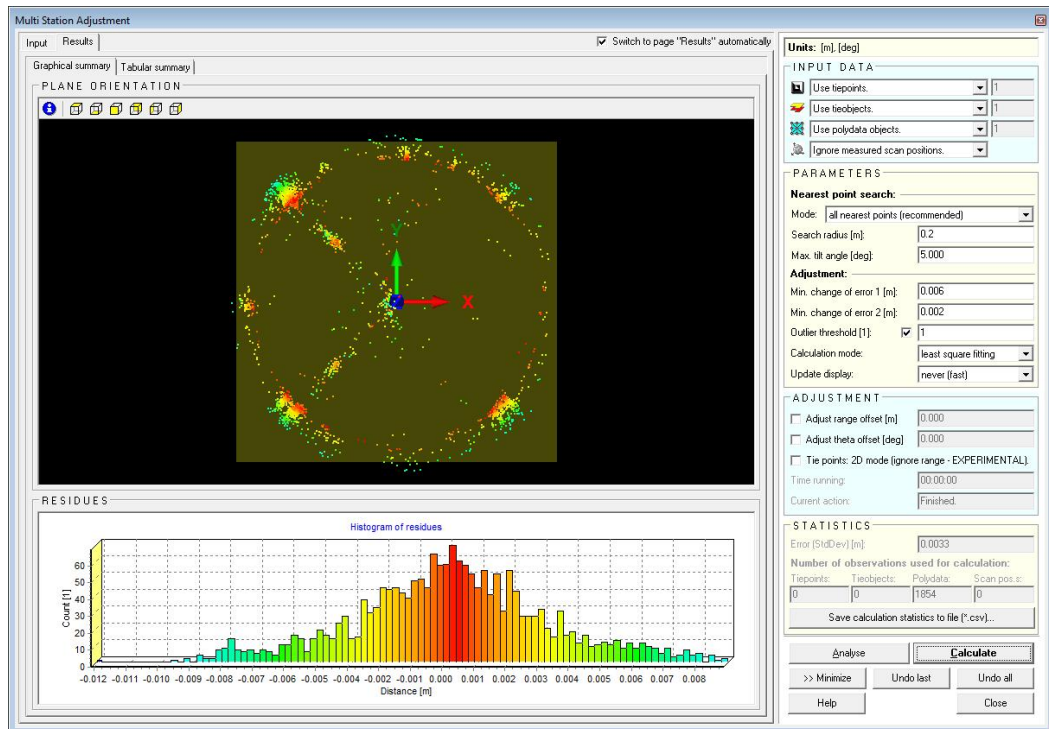 Multi Station Adjustment
Input Results
Switch to page "Results" automatically
Graphical summary Tabular summary
PLANE ORIENTATION
Y
X
RESIDUES
Histogram of residues
Count [1]
60
50
40
30
20
10
0
-0.012 -0.011 -0.010 -0.009 -0.008 -0.007 -0.006 -0.005 -0.004 -0.003 -0.002 -0.001 0.000 0.000 0.001 0.002 0.003 0.004 0.005 0.006 0.007 0.008
Distance [m]
Units: [m], [deg]
INPUT DATA
Use tiepoints. 1
Use tieobjects. 1
Use polydata objects. 1
Ignore measured scan positions.
PARAMETERS
Nearest point search:
Mode: all nearest points (recommended)
Search radius [m]: 0.2
Max. tilt angle [deg]: 5.000
Adjustment:
Min. change of error 1 [m]: 0.006
Min. change of error 2 [m]: 0.002
Outlier threshold [1]: 1
Calculation mode: least square fitting
Update display: never (fast)
ADJUSTMENT
Adjust range offset [m] 0.000
Adjust theta offset [deg] 0.000
Tie points: 2D mode (ignore range - EXPERIMENTAL).
Time running: 00:00:00
Current action: Finished.
STATISTICS
Error (StdDev) [m]: 0.0033
Number of observations used for calculation:
Tiepoints: Tieobjects: Polydata: Scan pos.s:
0 0 1854 0
Save calculation statistics to file (*.csv)...
Analyse Calculate
>> Minimize Undo last Undo all
Help Close